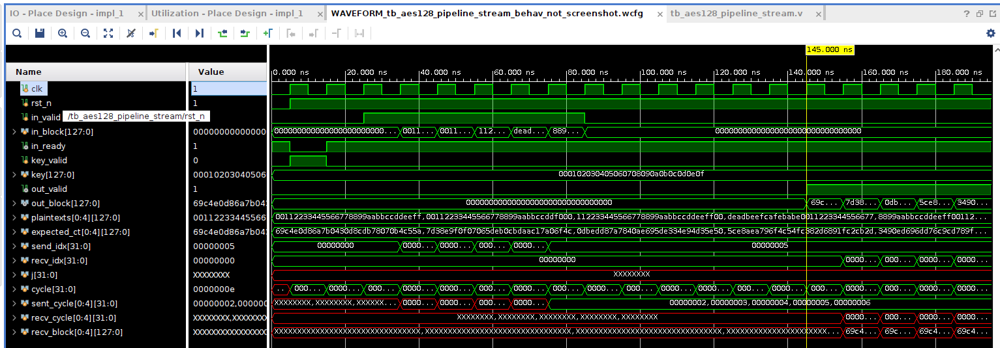 IO - Place Design - impl_1 × Utilization - Place Design - impl_1 × WAVEFORM_tb_aes128_pipeline_stream_behav_not_screenshot.wcfg × tb_aes128_pipeline_stream.v × ?
145.000 ns
Name Value 0.000 ns 20.000 ns 40.000 ns 60.000 ns 80.000 ns 100.000 ns 120.000 ns 140.000 ns 160.000 ns 180.000 ns
clk 1
rst_n 1
in_valid /tb_aes128_pipeline_stream/rst_n
in_block[127:0] 00000000000000 0000000000000000000000000000... 0011... 0011... 112... dead... 889... 00000000000000000000000000000000
in_ready 1
key_valid 0
key[127:0] 00010203040506 000102030405060708090a0b0c0d0e0f
out_valid 1
out_block[127:0] 69c4e0d86a7b04 00000000000000000000000000000000 69c... 7d38... 0db... 5ce8... 3490...
plaintexts[0:4][127:0] 00112233445566 00112233445566778899aabbccddeeff,00112233445566778899aabbccddf000,112233445566778899aabbccddeeff00,deadbeefcafebabe0011223344556677,8899aabbccddeeff00112...
expected_ct[0:4][127:0] 69c4e0d86a7b04 69c4e0d86a7b0430d8cdb78070b4c55a,7d38e9f0f07065deb0cbdaac17a06f4c,0dbedd87a7840ae695de334e94d35e50,5ce8aea796f4c54fc382d6891fc2cb2d,3490ed696dd76c9cd789f...
send_idx[31:0] 00000005 00000000 0000... 0000... 000... 0000... 00000005
recv_idx[31:0] 00000000 00000000 0000... 000... 0000... 0000...
j[31:0] XXXXXXXX XXXXXXXX
cycle[31:0] 0000000e ... 000... 0000... 000... 0000... 0000... 000... 0000... 000... 0000... 000... 0000... 000... 0000... 0000... 000... 0000... 000... 0000... 0000...
sent_cycle[0:4][31:0] 00000002,00000 XXXXXXXX,XXXXXXXX,XXXXXX... 0000... 0000... 000... 0000... 00000002,00000003,00000004,00000005,00000006
recv_cycle[0:4][31:0] XXXXXXXX,XXXXX XXXXXXXX,XXXXXXXX,XXXXXXXX,XXXXXXXX,XXXXXXXX 0000... 000... 0000... 0000...
recv_block[0:4][127:0] XXXXXXXXXXXXXX XXXXXXXXXXXXXXXXXXXXXXXXXXXXXXXX,XXXXXXXXXXXXXXXXXXXXXXXXXXXXXXXX,XXXXXXXXXXXXXXXXXXXXXXXXXXXXXXXX,XXXXXXXXXXXXXXXXXXXXXX... 69c4... 69c... 69c4... 69c4...